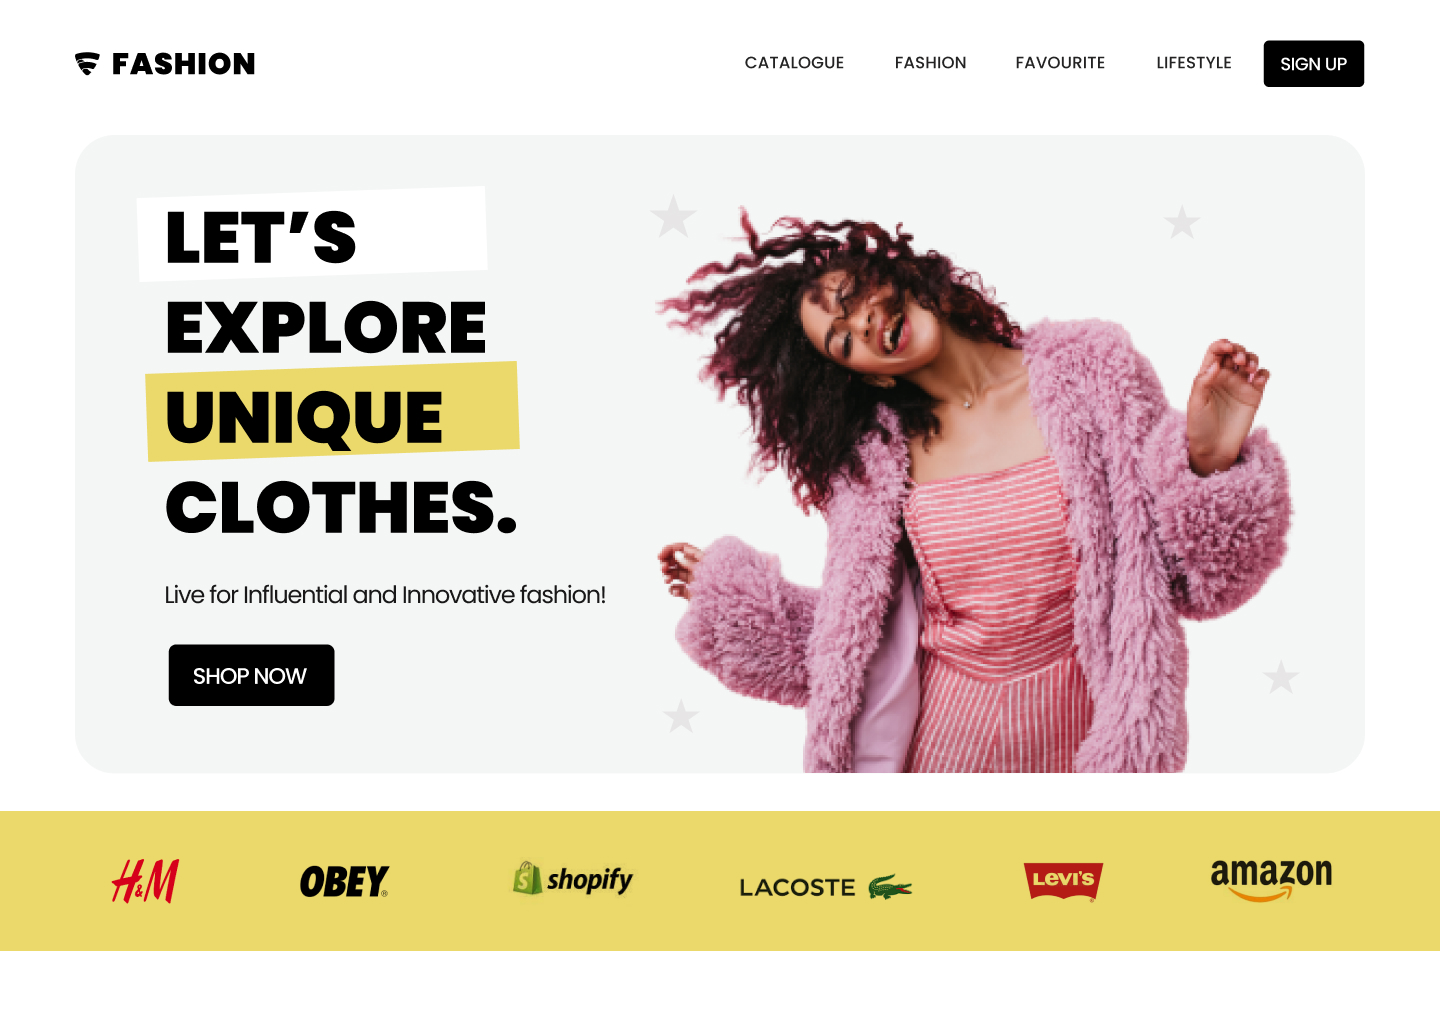 FASHION
CATALOGUE FASHION FAVOURITE LIFESTYLE SIGN UP
LET’S
EXPLORE
UNIQUE
CLOTHES.
Live for Influential and Innovative fashion!
SHOP NOW
H&M OBEY® S shopify LACOSTE Levi's® amazon